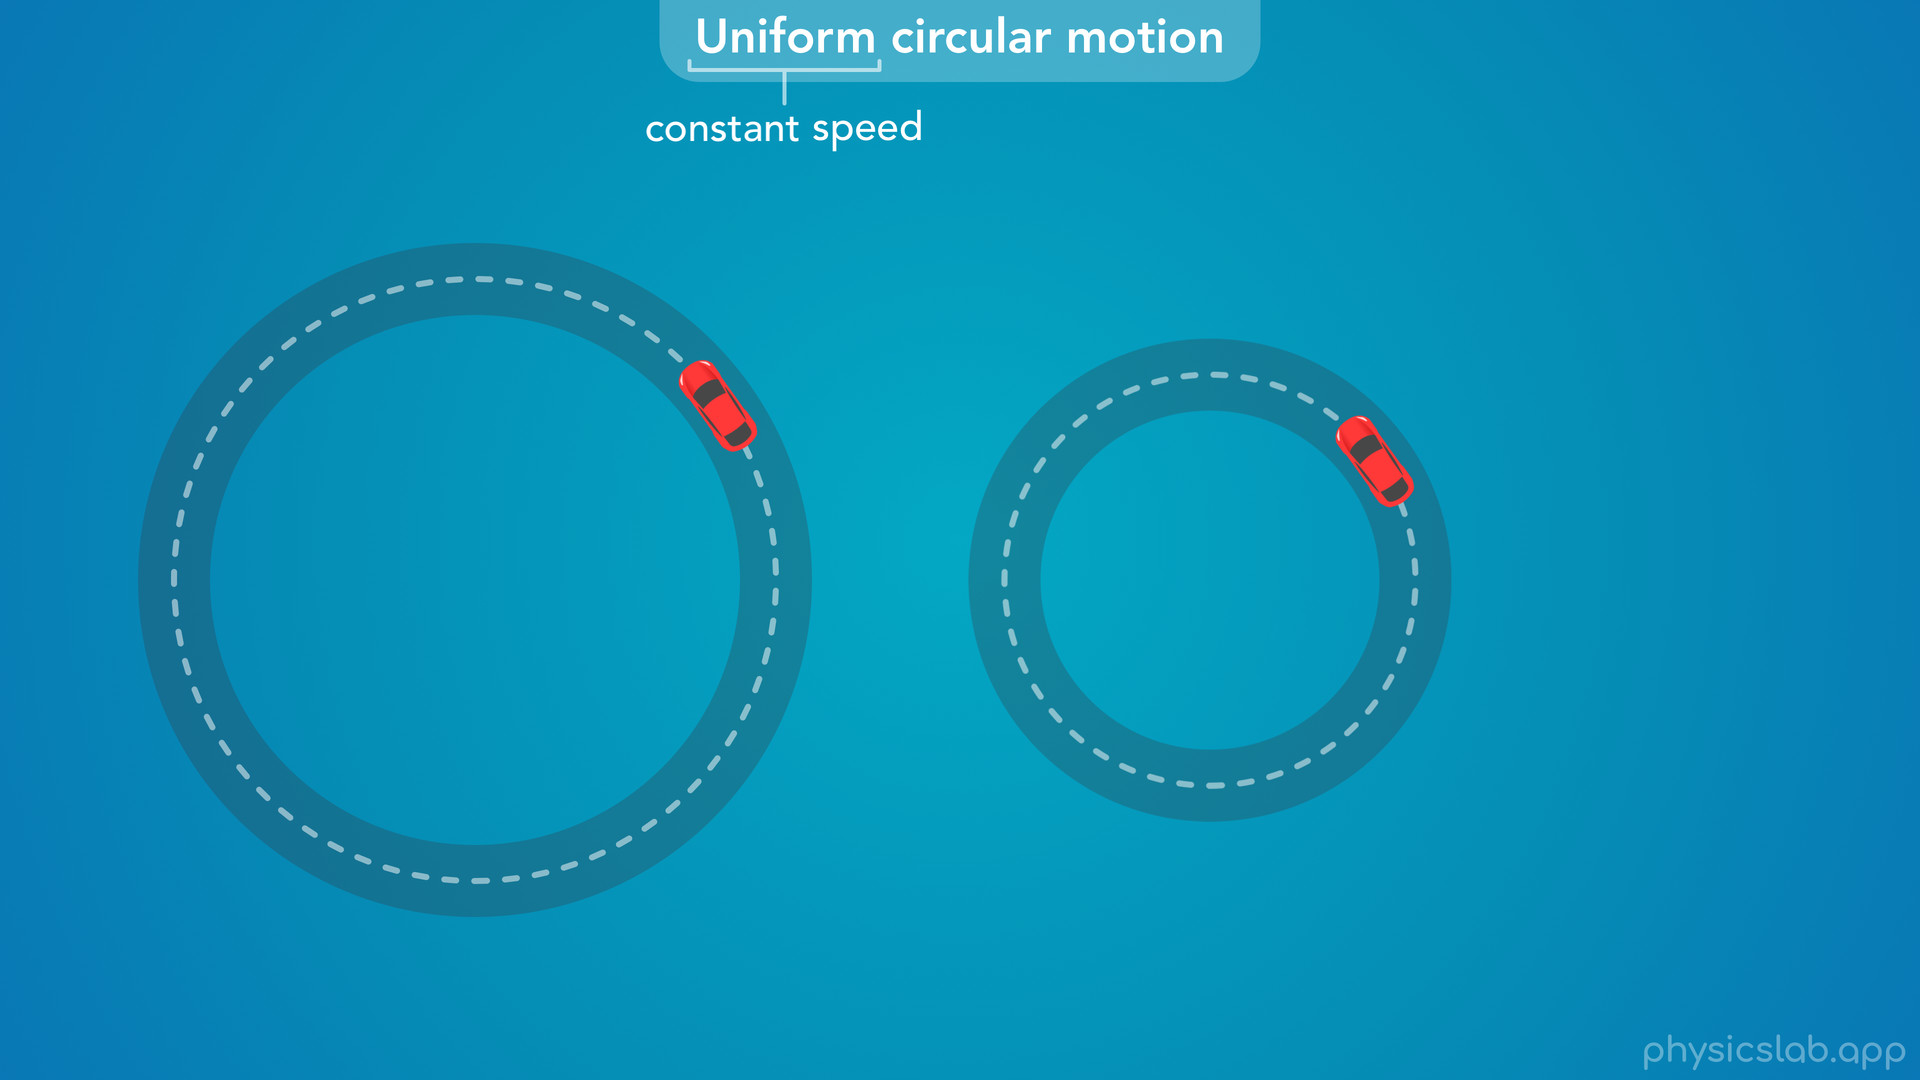 Uniform circular motion
constant speed
physicslab.app